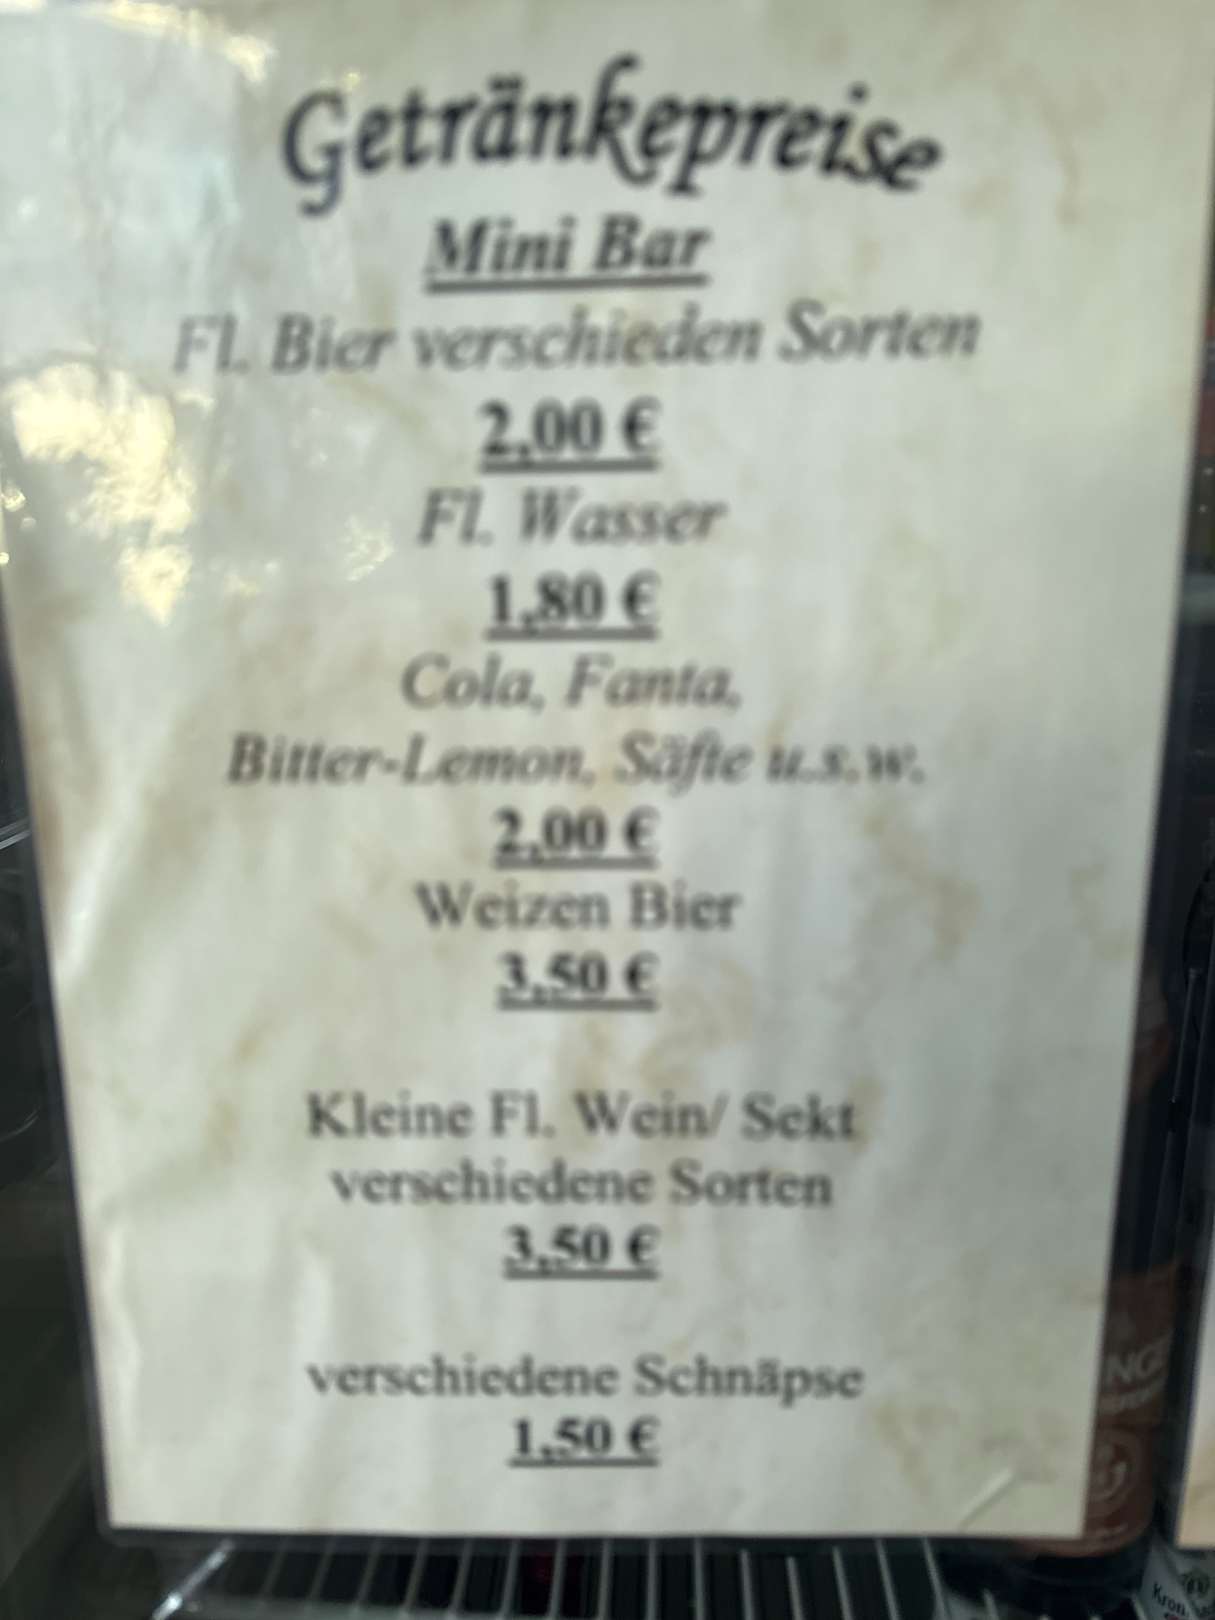 Getränkepreise
Mini Bar
Fl. Bier verschieden Sorten
2,00 €
Fl. Wasser
1,80 €
Cola, Fanta,
Bitter-Lemon, Säfte u.s.w.
2,00 €
Weizen Bier
3,50 €
Kleine Fl. Wein/ Sekt
verschiedene Sorten
3,50 €
verschiedene Schnäpse
1,50 €